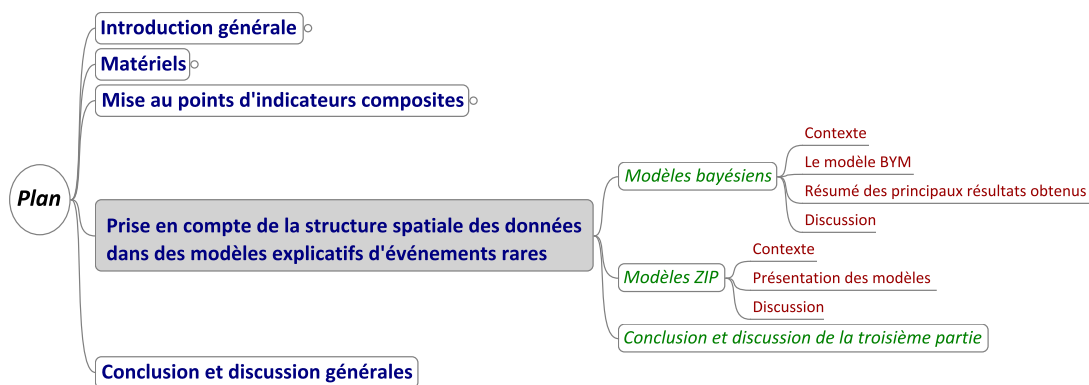 Plan
Introduction générale
Matériels
Mise au points d'indicateurs composites
Prise en compte de la structure spatiale des données
dans des modèles explicatifs d'événements rares
Modèles bayésiens
Contexte
Le modèle BYM
Résumé des principaux résultats obtenus
Discussion
Modèles ZIP
Contexte
Présentation des modèles
Discussion
Conclusion et discussion de la troisième partie
Conclusion et discussion générales